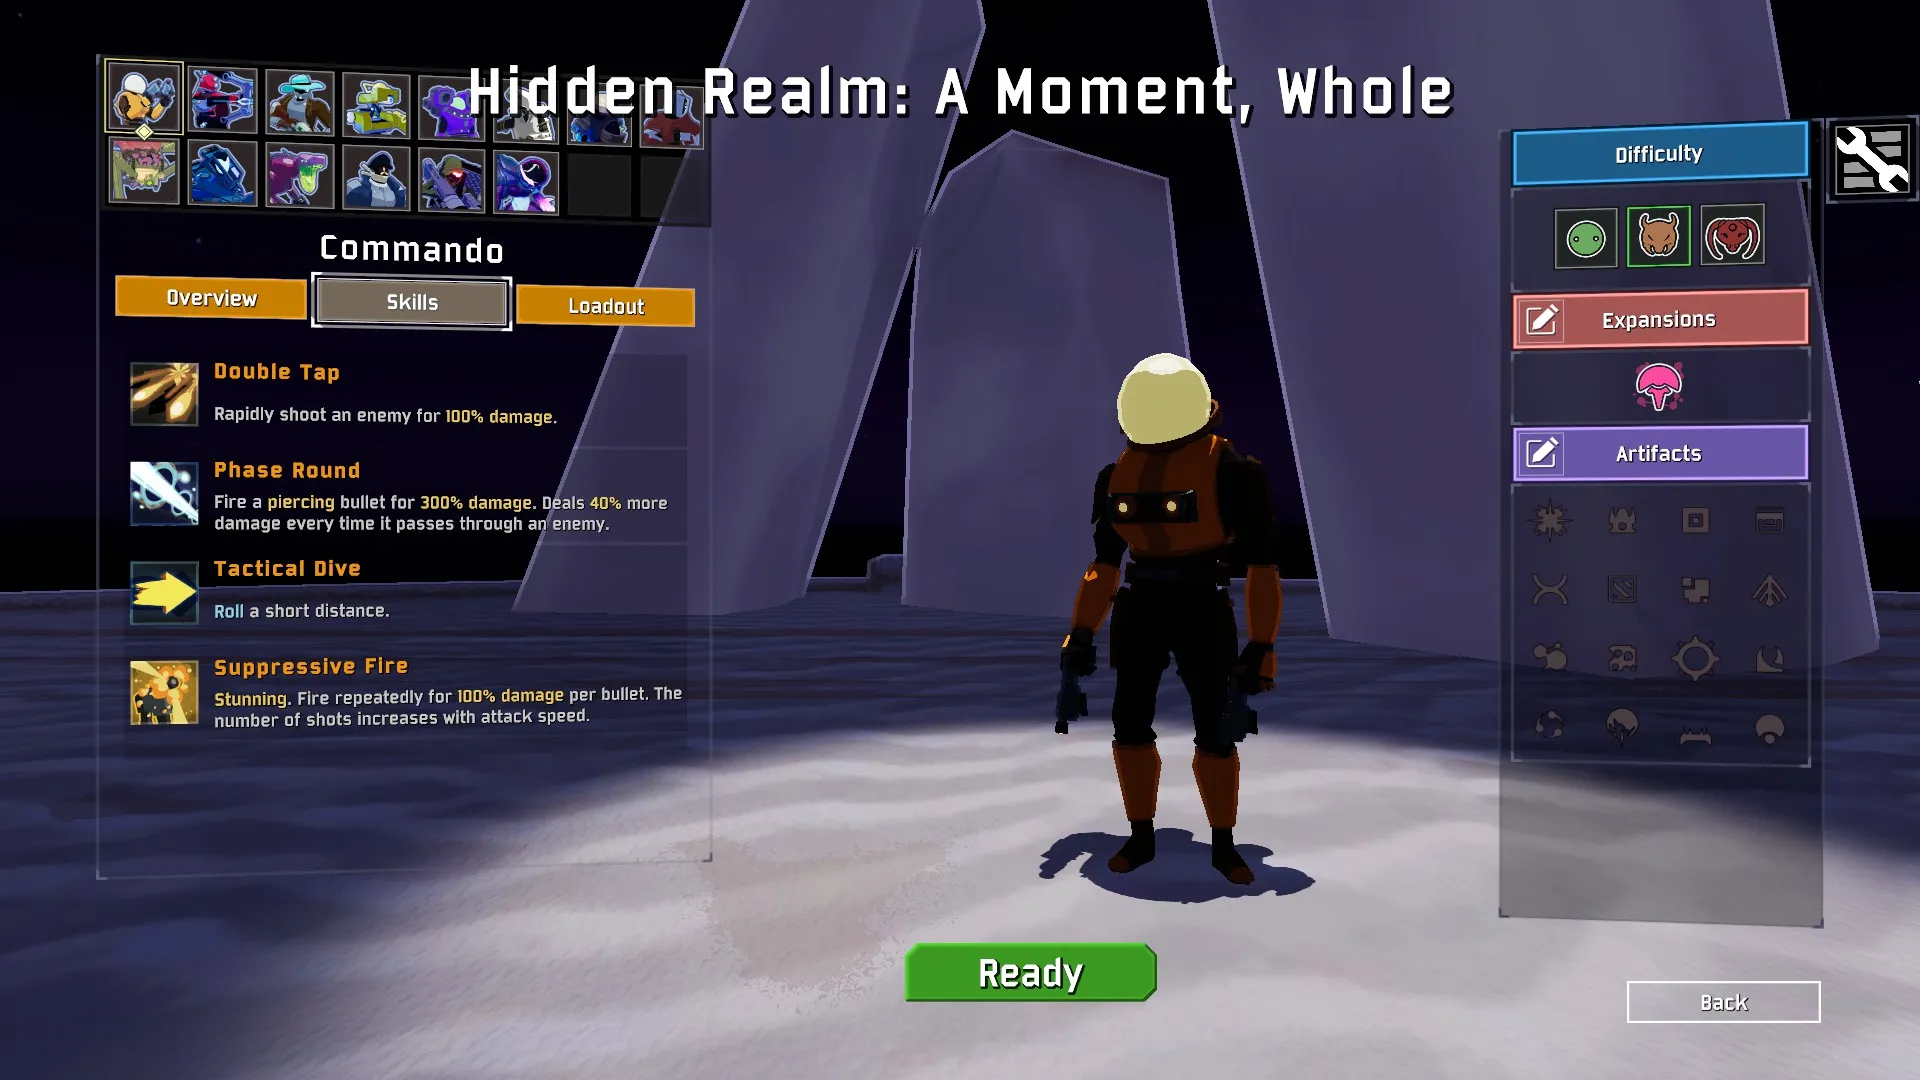 Hidden Realm: A Moment, Whole
Commando
Overview
Skills
Loadout
Double Tap
Rapidly shoot an enemy for 100% damage.
Phase Round
Fire a piercing bullet for 300% damage. Deals 40% more
damage every time it passes through an enemy.
Tactical Dive
Roll a short distance.
Suppressive Fire
Stunning. Fire repeatedly for 100% damage per bullet. The
number of shots increases with attack speed.
Difficulty
Expansions
Artifacts
Ready
Back